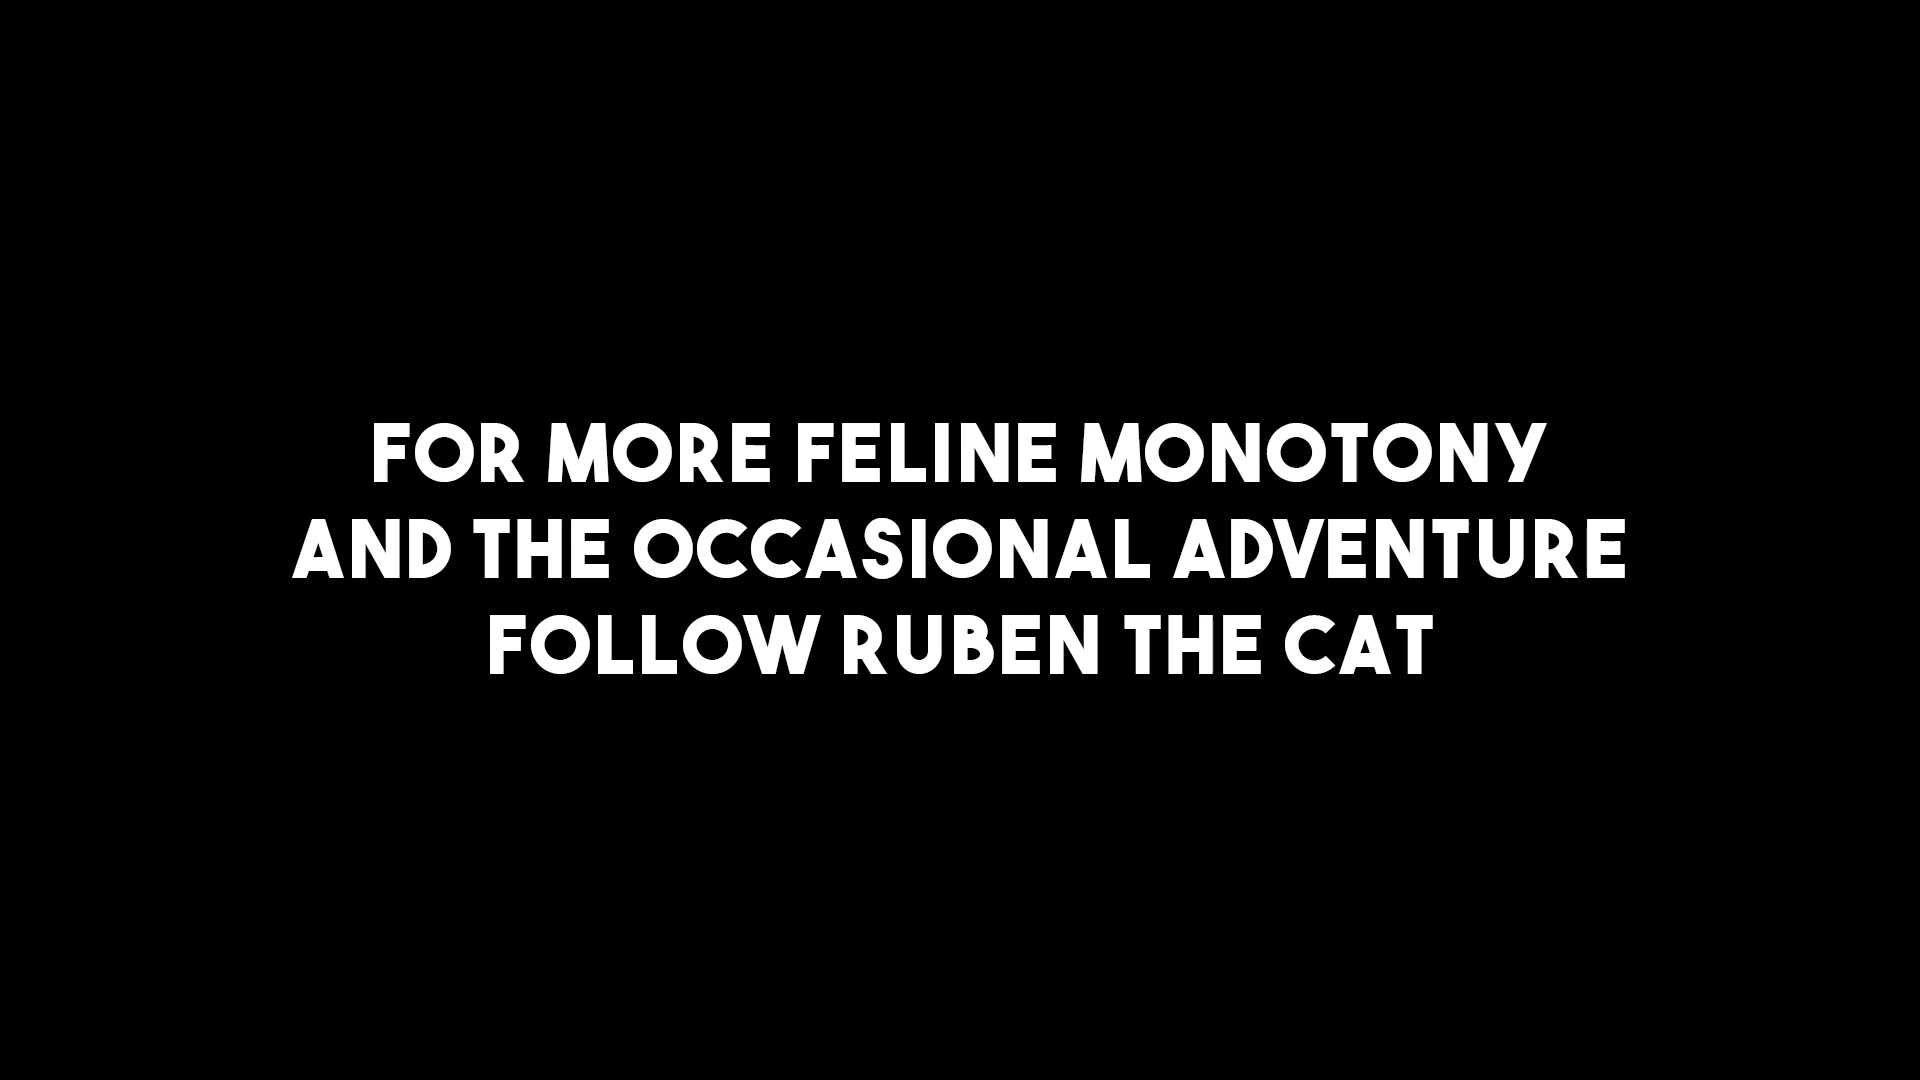 FOR MORE FELINE MONOTONY
AND THE OCCASIONAL ADVENTURE
FOLLOW RUBEN THE CAT